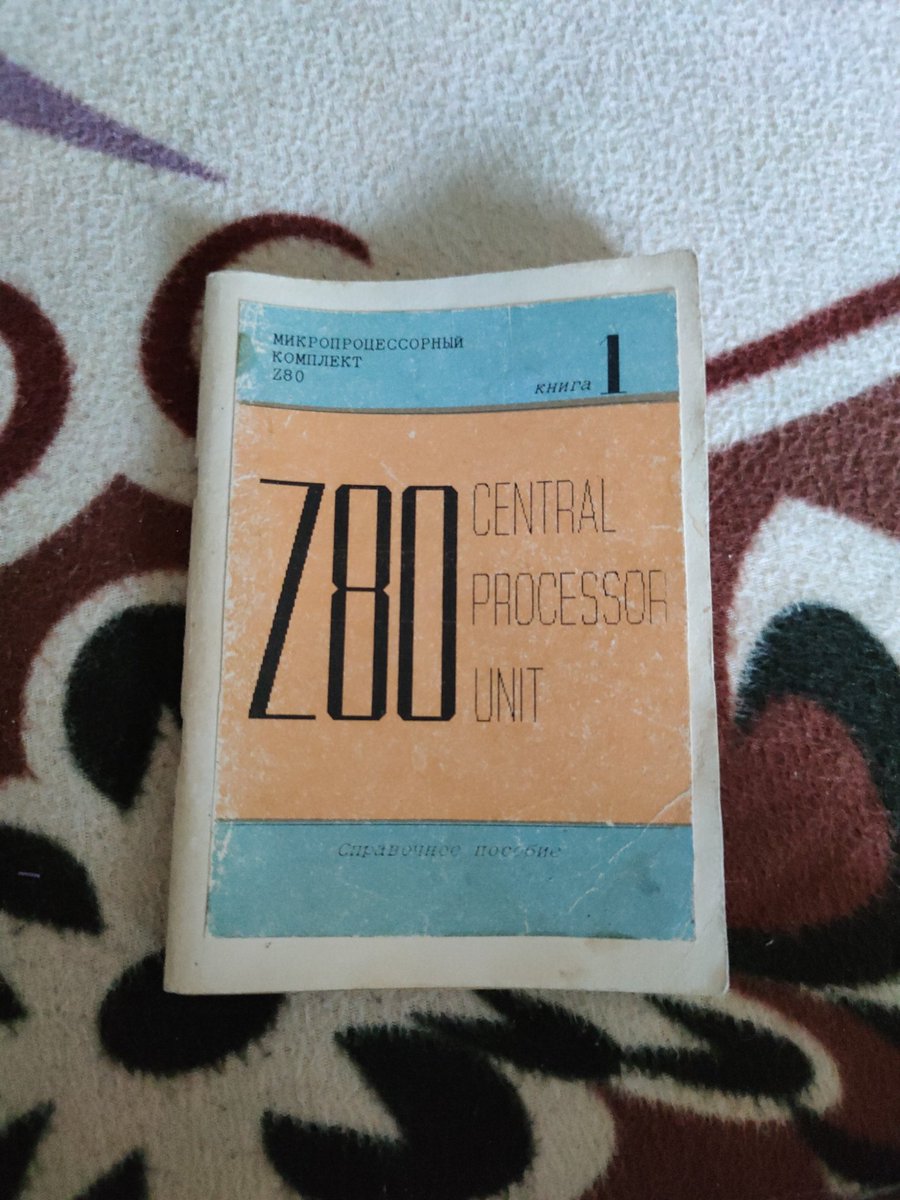 МИКРОПРОЦЕССОРНЫЙ
КОМПЛЕКТ
Z80
книга 1
Z80 CENTRAL
PROCESSOR
UNIT
Справочное пособие